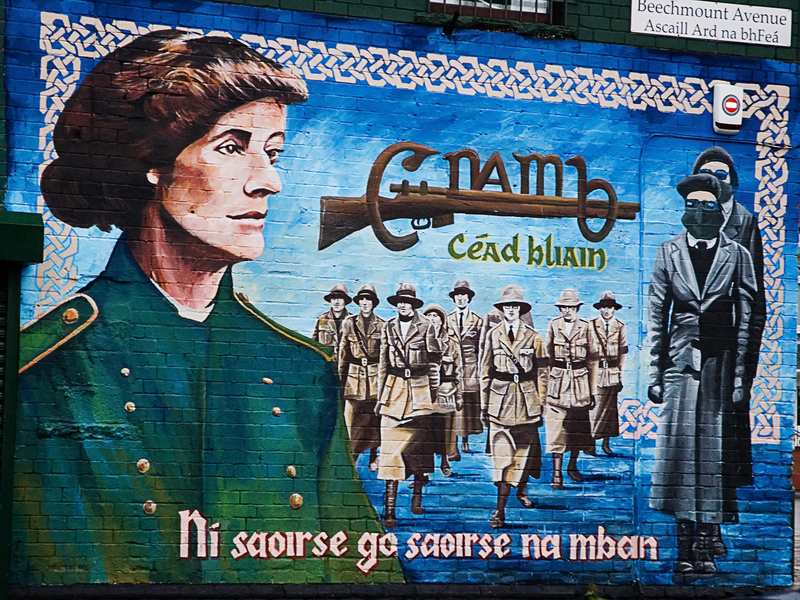 Beechmount Avenue
Ascaill Ard na bhFeá
CnamB
Céad bliain
Ní saoirse go saoirse na mban